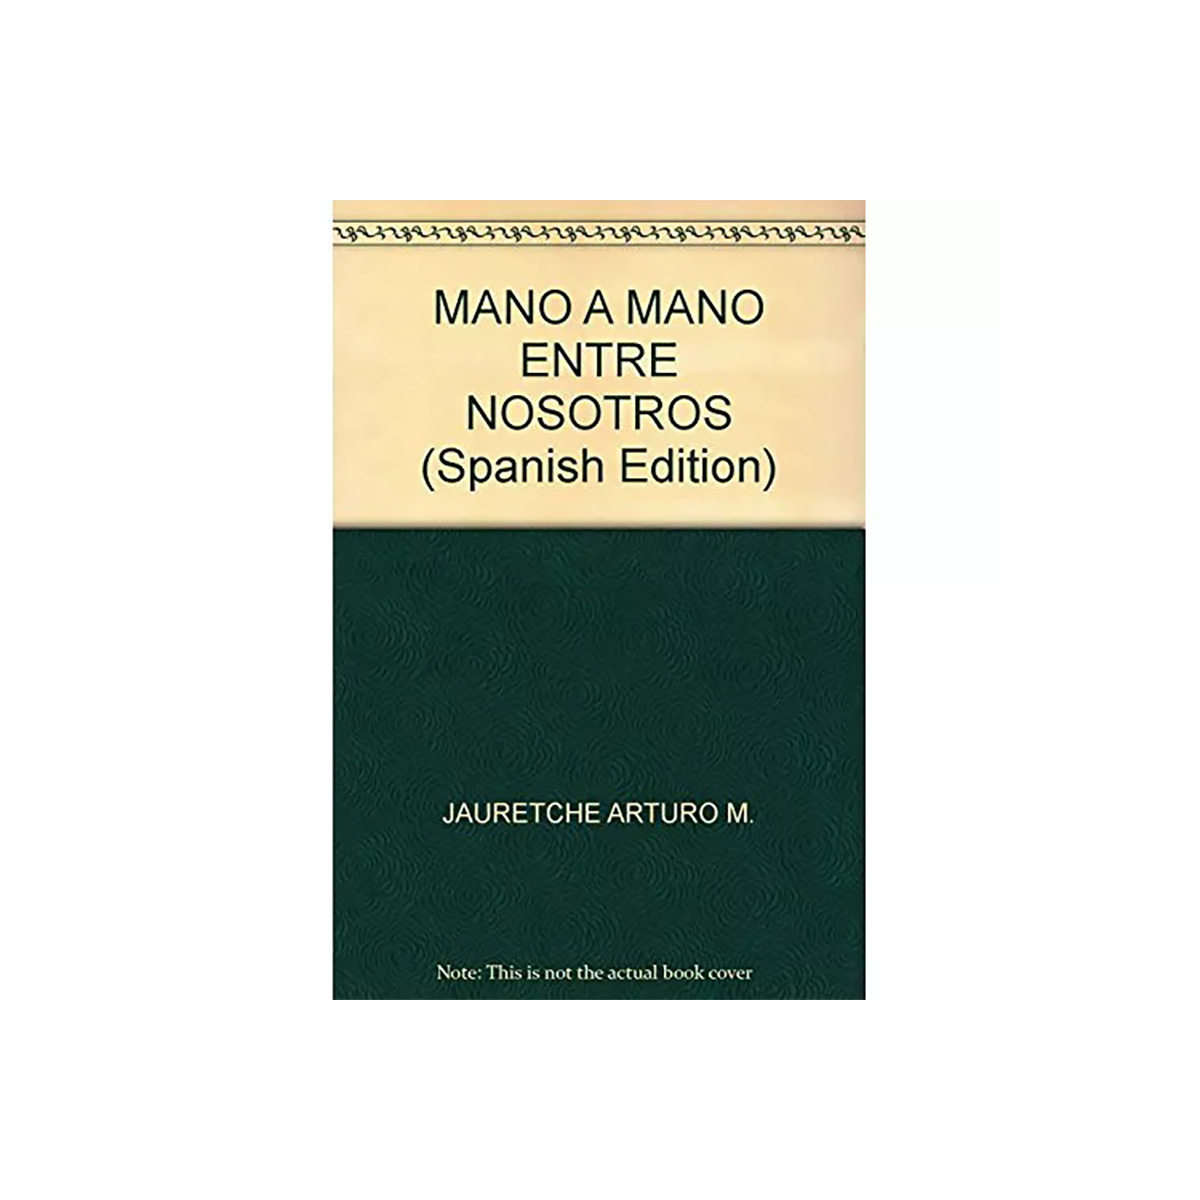 MANO A MANO
ENTRE
NOSOTROS
(Spanish Edition)
JAURETCHE ARTURO M.
Note: This is not the actual book cover